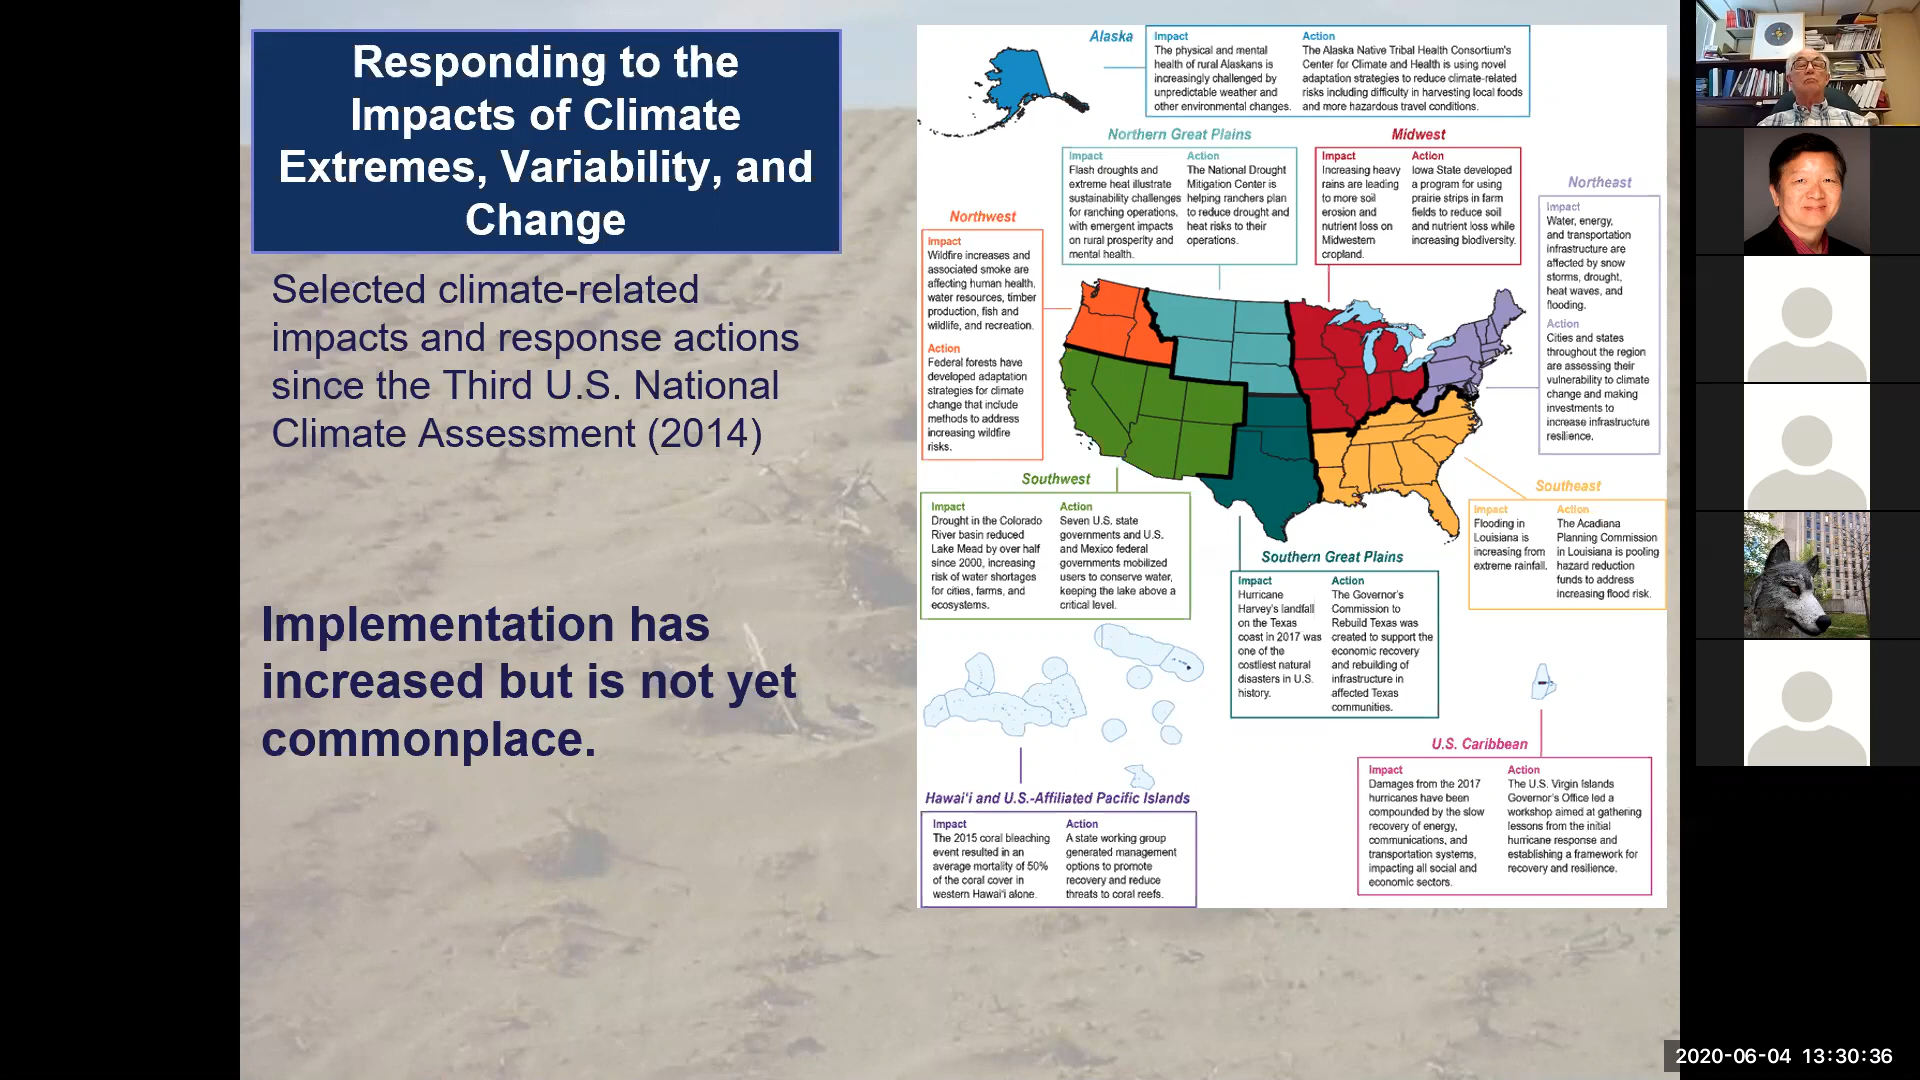 Responding to the
Impacts of Climate
Extremes, Variability, and
Change
Selected climate-related
impacts and response actions
since the Third U.S. National
Climate Assessment (2014)
Implementation has
increased but is not yet
commonplace.
Alaska
Impact
The physical and mental
health of rural Alaskans is
increasingly challenged by
unpredictable weather and
other environmental changes.
Action
The Alaska Native Tribal Health Consortium's
Center for Climate and Health is using novel
adaptation strategies to reduce climate-related
risks including difficulty in harvesting local foods
and more hazardous travel conditions.
Northern Great Plains
Impact
Flash droughts and
extreme heat illustrate
sustainability challenges
for ranching operations,
with emergent impacts
on rural prosperity and
mental health.
Action
The National Drought
Mitigation Center is
helping ranchers plan
to reduce drought and
heat risks to their
operations.
Midwest
Impact
Increasing heavy
rains are leading
to more soil
erosion and
nutrient loss on
Midwestern
cropland.
Action
Iowa State developed
a program for using
prairie strips in farm
fields to reduce soil
and nutrient loss while
increasing biodiversity.
Northeast
Impact
Water, energy,
and transportation
infrastructure are
affected by snow
storms, drought,
heat waves, and
flooding.
Action
Cities and states
throughout the region
are assessing their
vulnerability to climate
change and making
investments to
increase infrastructure
resilience.
Northwest
Impact
Wildfire increases and
associated smoke are
affecting human health,
water resources, timber
production, fish and
wildlife, and recreation.
Action
Federal forests have
developed adaptation
strategies for climate
change that include
methods to address
increasing wildfire
risks.
Southwest
Impact
Drought in the Colorado
River basin reduced
Lake Mead by over half
since 2000, increasing
risk of water shortages
for cities, farms, and
ecosystems.
Action
Seven U.S. state
governments and U.S.
and Mexico federal
governments mobilized
users to conserve water,
keeping the lake above a
critical level.
Southeast
Impact
Flooding in
Louisiana is
increasing from
extreme rainfall.
Action
The Acadiana
Planning Commission
in Louisiana is pooling
hazard reduction
funds to address
increasing flood risk.
Southern Great Plains
Impact
Hurricane
Harvey's landfall
on the Texas
coast in 2017 was
one of the
costliest natural
disasters in U.S.
history.
Action
The Governor's
Commission to
Rebuild Texas was
created to support the
economic recovery
and rebuilding of
infrastructure in
affected Texas
communities.
U.S. Caribbean
Impact
Damages from the 2017
hurricanes have been
compounded by the slow
recovery of energy,
communications, and
transportation systems,
impacting all social and
economic sectors.
Action
The U.S. Virgin Islands
Governor's Office led a
workshop aimed at gathering
lessons from the initial
hurricane response and
establishing a framework for
recovery and resilience.
Hawai'i and U.S.-Affiliated Pacific Islands
Impact
The 2015 coral bleaching
event resulted in an
average mortality of 50%
of the coral cover in
western Hawai'i alone.
Action
A state working group
generated management
options to promote
recovery and reduce
threats to coral reefs.
2020-06-04 13:30:36